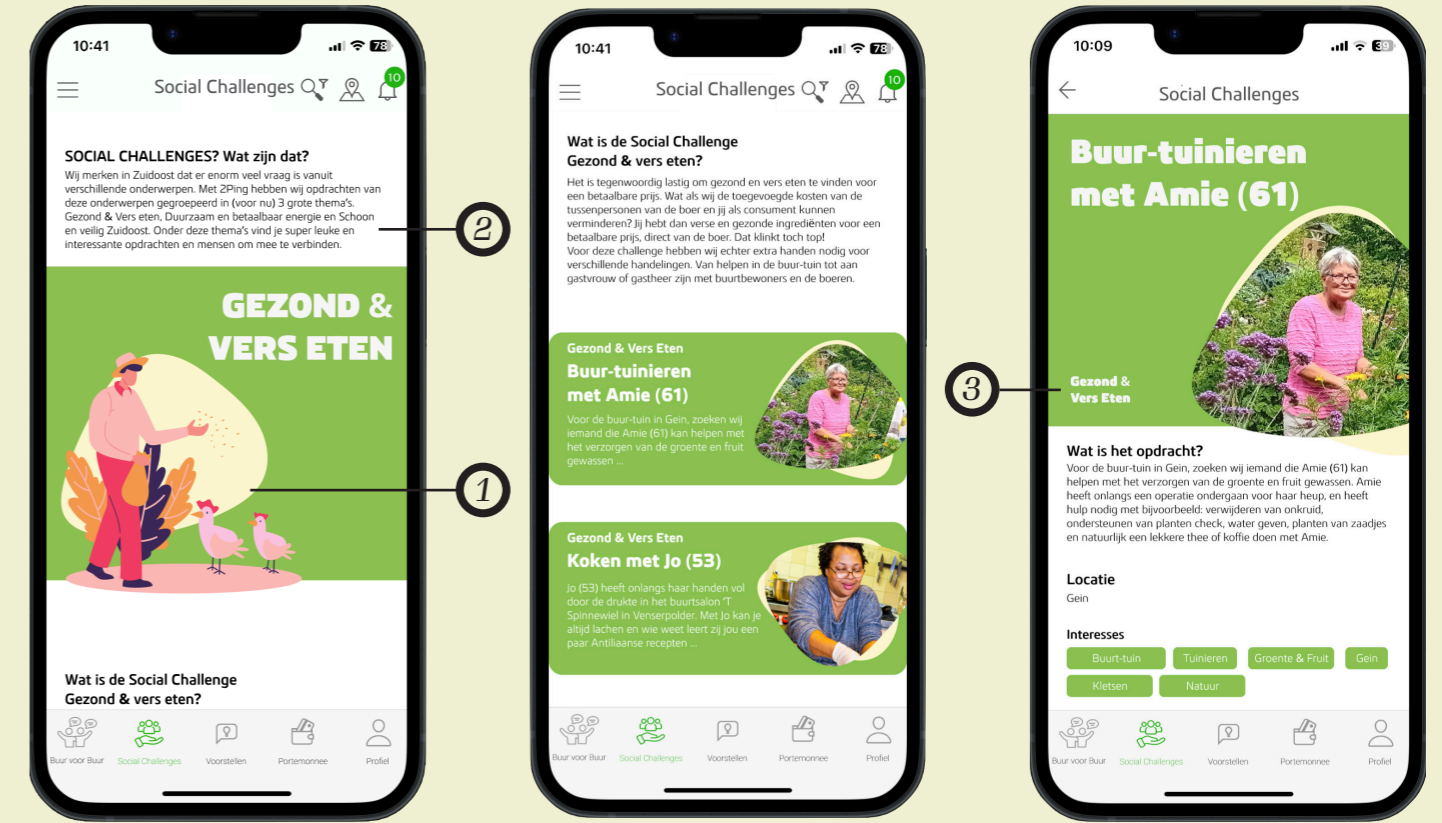 10:41
78
Social Challenges
10
SOCIAL CHALLENGES? Wat zijn dat?
Wij merken in Zuidoost dat er enorm veel vraag is vanuit
verschillende onderwerpen. Met 2Ping hebben wij opdrachten van
deze onderwerpen gegroepeerd in (voor nu) 3 grote thema's.
Gezond & Vers eten, Duurzaam en betaalbaar energie en Schoon
en veilig Zuidoost. Onder deze thema's vind je super leuke en
interessante opdrachten en mensen om mee te verbinden.
2
GEZOND &
VERS ETEN
1
Wat is de Social Challenge
Gezond & vers eten?
Buur voor Buur
Social Challenges
Voorstellen
Portemonnee
Profiel
10:41
78
Social Challenges
10
Wat is de Social Challenge
Gezond & vers eten?
Het is tegenwoordig lastig om gezond en vers eten te vinden voor
een betaalbare prijs. Wat als wij de toegevoegde kosten van de
tussenpersonen van de boer en jij als consument kunnen
verminderen? Jij hebt dan verse en gezonde ingrediënten voor een
betaalbare prijs, direct van de boer. Dat klinkt toch top!
Voor deze challenge hebben wij echter extra handen nodig voor
verschillende handelingen. Van helpen in de buur-tuin tot aan
gastvrouw of gastheer zijn met buurtbewoners en de boeren.
Gezond & Vers Eten
Buur-tuinieren
met Amie (61)
Voor de buur-tuin in Gein, zoeken wij
iemand die Amie (61) kan helpen met
het verzorgen van de groente en fruit
gewassen ...
Gezond & Vers Eten
Koken met Jo (53)
Jo (53) heeft onlangs haar handen vol
door de drukte in het buurtsalon 'T
Spinnewiel in Venserpolder. Met Jo kan je
altijd lachen en wie weet leert zij jou een
paar Antiliaanse recepten ...
Buur voor Buur
Social Challenges
Voorstellen
Portemonnee
Profiel
10:09
39
Social Challenges
Buur-tuinieren
met Amie (61)
3
Gezond &
Vers Eten
Wat is het opdracht?
Voor de buur-tuin in Gein, zoeken wij iemand die Amie (61) kan
helpen met het verzorgen van de groente en fruit gewassen. Amie
heeft onlangs een operatie ondergaan voor haar heup, en heeft
hulp nodig met bijvoorbeeld: verwijderen van onkruid,
ondersteunen van planten check, water geven, planten van zaadjes
en natuurlijk een lekkere thee of koffie doen met Amie.
Locatie
Gein
Interesses
Buurt-tuin
Tuinieren
Groente & Fruit
Gein
Kletsen
Natuur
Buur voor Buur
Social Challenges
Voorstellen
Portemonnee
Profiel